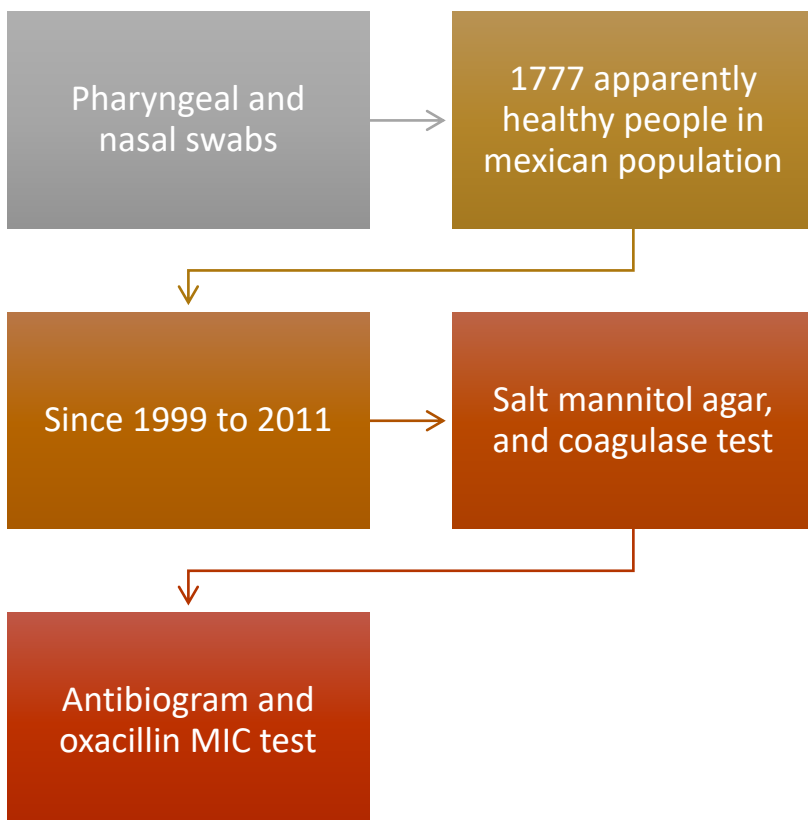 Pharyngeal and
nasal swabs
1777 apparently
healthy people in
mexican population
Since 1999 to 2011
Salt mannitol agar,
and coagulase test
Antibiogram and
oxacillin MIC test